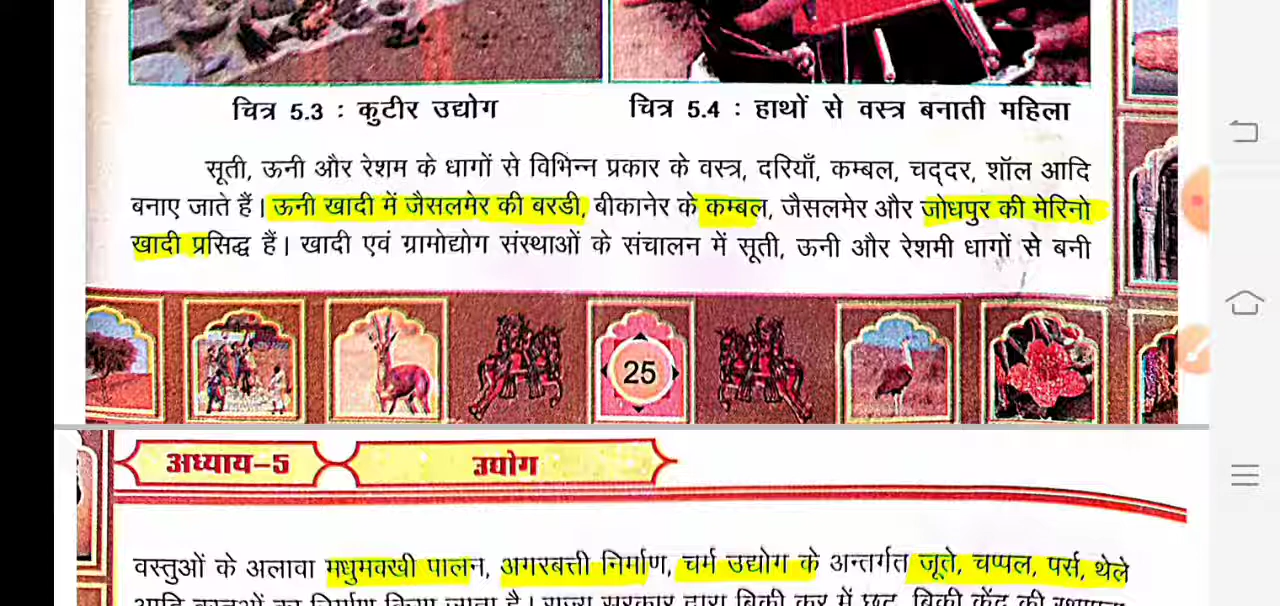 चित्र 5.3 : कुटीर उद्योग
चित्र 5.4 : हाथों से वस्त्र बनाती महिला
सूती, ऊनी और रेशम के धागों से विभिन्न प्रकार के वस्त्र, दरियाँ, कम्बल, चद्दर, शॉल आदि
बनाए जाते हैं। ऊनी खादी में जैसलमेर की बरडी, बीकानेर के कम्बल, जैसलमेर और जोधपुर की मेरिनो
खादी प्रसिद्ध हैं। खादी एवं ग्रामोद्योग संस्थाओं के संचालन में सूती, ऊनी और रेशमी धागों से बनी
25
अध्याय-5
उद्योग
वस्तुओं के अलावा मधुमक्खी पालन, अगरबत्ती निर्माण, चर्म उद्योग के अन्तर्गत जूते, चप्पल, पर्स, थेले